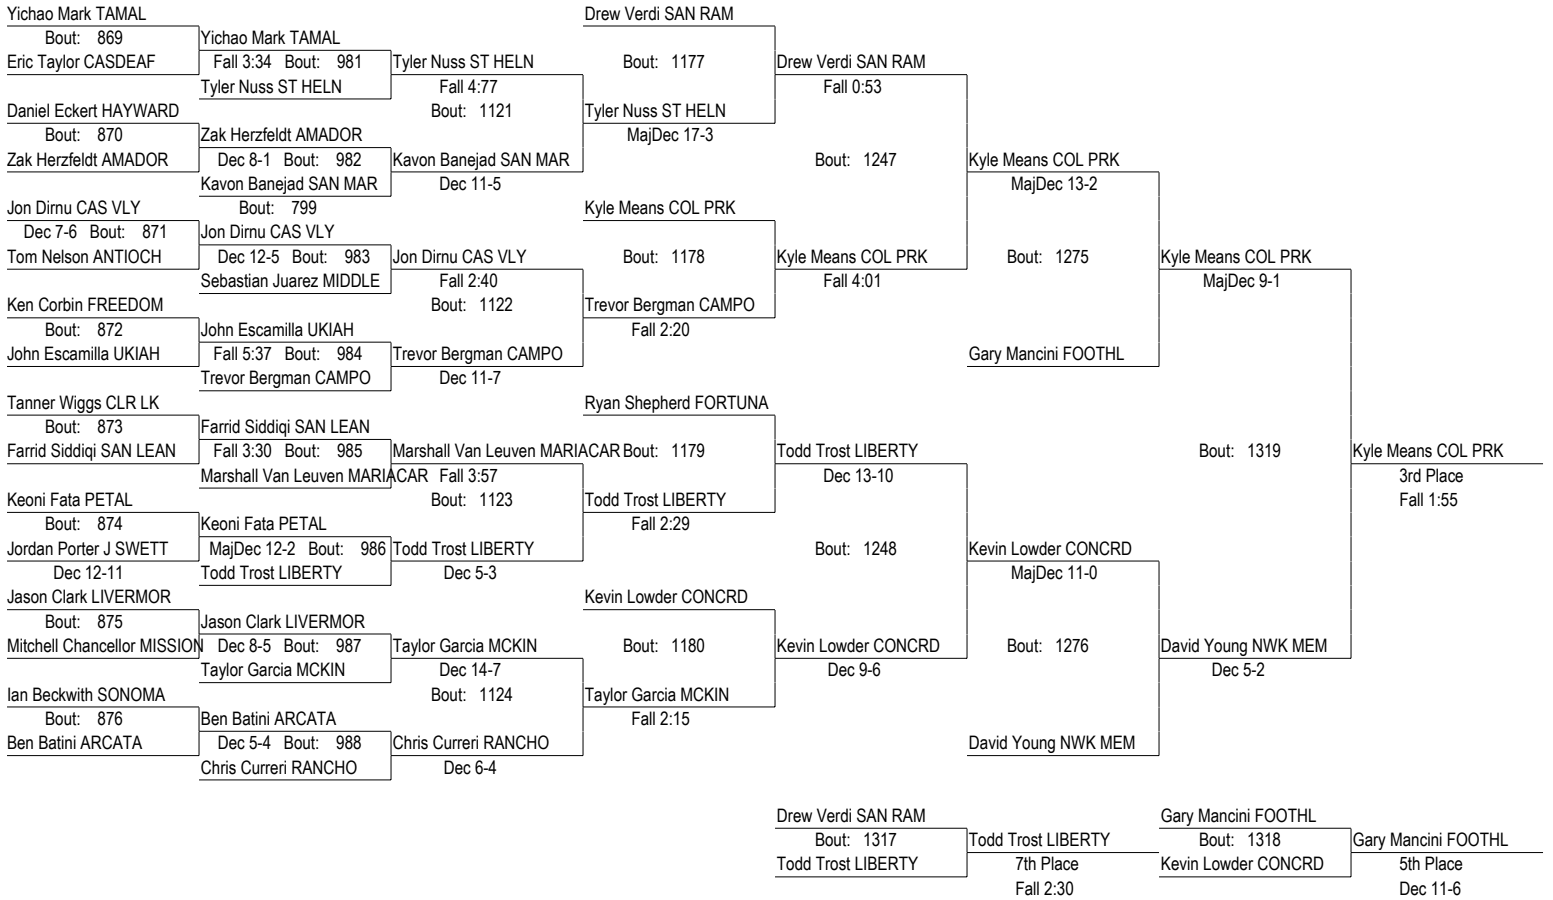 Yichao Mark TAMAL
Drew Verdi SAN RAM
Bout: 869
Yichao Mark TAMAL
Eric Taylor CASDEAF
Fall 3:34 Bout: 981
Tyler Nuss ST HELN
Bout: 1177
Drew Verdi SAN RAM
Tyler Nuss ST HELN
Fall 4:77
Fall 0:53
Daniel Eckert HAYWARD
Bout: 1121
Tyler Nuss ST HELN
Bout: 870
Zak Herzfeldt AMADOR
MajDec 17-3
Zak Herzfeldt AMADOR
Dec 8-1 Bout: 982
Kavon Banejad SAN MAR
Bout: 1247
Kyle Means COL PRK
Kavon Banejad SAN MAR
Dec 11-5
MajDec 13-2
Jon Dirnu CAS VLY
Bout: 799
Kyle Means COL PRK
Dec 7-6 Bout: 871
Jon Dirnu CAS VLY
Tom Nelson ANTIOCH
Dec 12-5 Bout: 983
Jon Dirnu CAS VLY
Bout: 1178
Kyle Means COL PRK
Bout: 1275
Kyle Means COL PRK
Sebastian Juarez MIDDLE
Fall 2:40
Fall 4:01
MajDec 9-1
Ken Corbin FREEDOM
Bout: 1122
Trevor Bergman CAMPO
Bout: 872
John Escamilla UKIAH
Fall 2:20
John Escamilla UKIAH
Fall 5:37 Bout: 984
Trevor Bergman CAMPO
Gary Mancini FOOTHL
Trevor Bergman CAMPO
Dec 11-7
Tanner Wiggs CLR LK
Ryan Shepherd FORTUNA
Bout: 873
Farrid Siddiqi SAN LEAN
Farrid Siddiqi SAN LEAN
Fall 3:30 Bout: 985
Marshall Van Leuven MARIACAR
Bout: 1179
Todd Trost LIBERTY
Bout: 1319
Kyle Means COL PRK
Marshall Van Leuven MARIACAR
Fall 3:57
Dec 13-10
3rd Place
Keoni Fata PETAL
Bout: 1123
Todd Trost LIBERTY
Fall 1:55
Bout: 874
Keoni Fata PETAL
Fall 2:29
Jordan Porter J SWETT
MajDec 12-2 Bout: 986
Todd Trost LIBERTY
Bout: 1248
Kevin Lowder CONCRD
Dec 12-11
Todd Trost LIBERTY
Dec 5-3
MajDec 11-0
Jason Clark LIVERMOR
Kevin Lowder CONCRD
Bout: 875
Jason Clark LIVERMOR
Mitchell Chancellor MISSION
Dec 8-5 Bout: 987
Taylor Garcia MCKIN
Bout: 1180
Kevin Lowder CONCRD
Bout: 1276
David Young NWK MEM
Taylor Garcia MCKIN
Dec 14-7
Dec 9-6
Dec 5-2
Ian Beckwith SONOMA
Bout: 1124
Taylor Garcia MCKIN
Bout: 876
Ben Batini ARCATA
Fall 2:15
Ben Batini ARCATA
Dec 5-4 Bout: 988
Chris Curreri RANCHO
David Young NWK MEM
Chris Curreri RANCHO
Dec 6-4
Drew Verdi SAN RAM
Gary Mancini FOOTHL
Bout: 1317
Todd Trost LIBERTY
Bout: 1318
Gary Mancini FOOTHL
Todd Trost LIBERTY
7th Place
Kevin Lowder CONCRD
5th Place
Fall 2:30
Dec 11-6